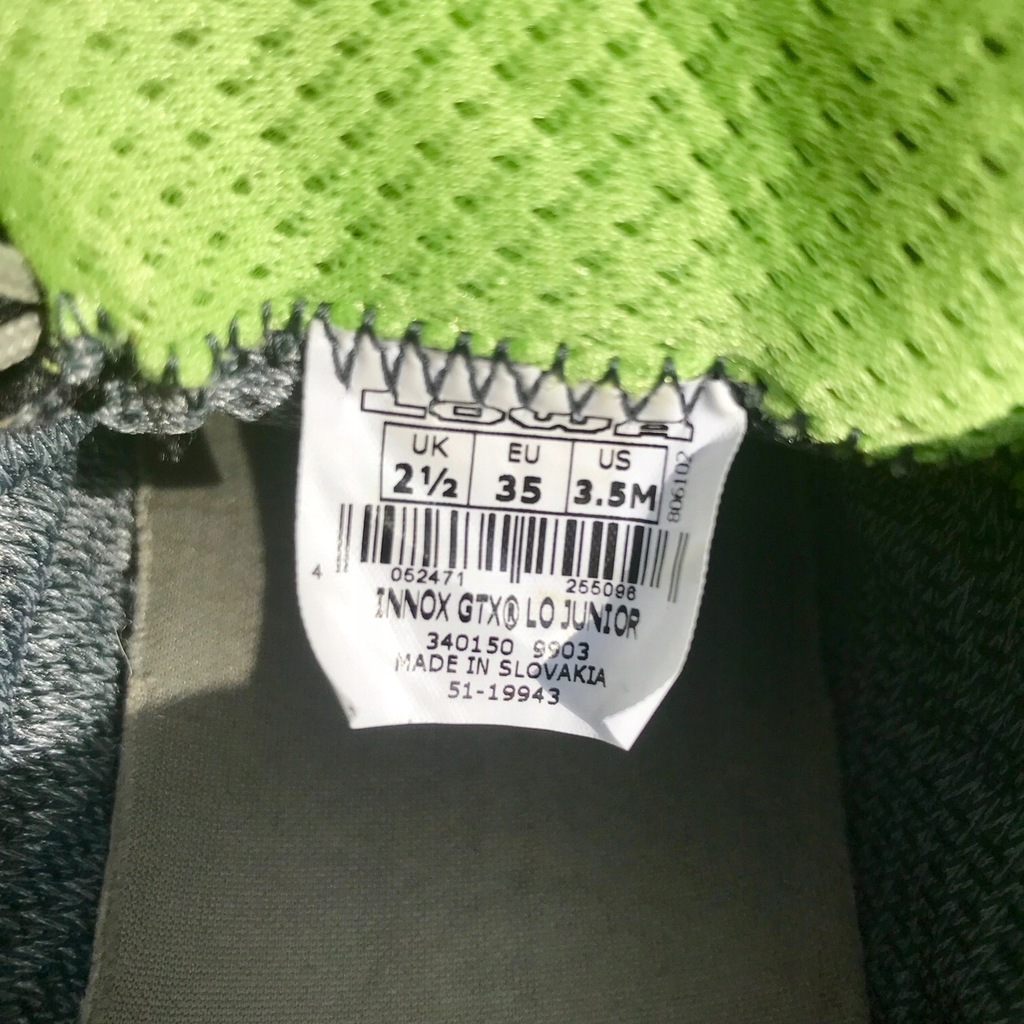 LOWA
UK EU US
2½ 35 3.5M
806102
4 052471 255098
INNOX GTX® LO JUNIOR
340150 9903
MADE IN SLOVAKIA
51-19943